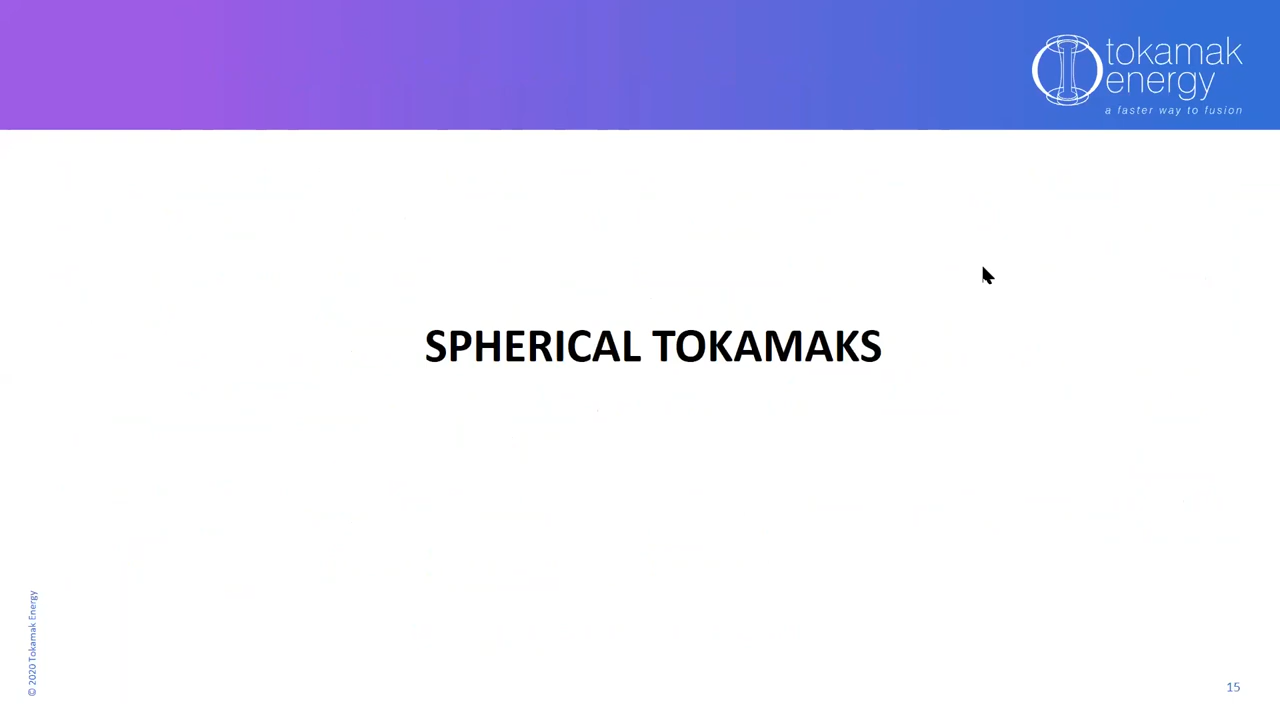 tokamak
energy
a faster way to fusion
SPHERICAL TOKAMAKS
© 2020 Tokamak Energy
15